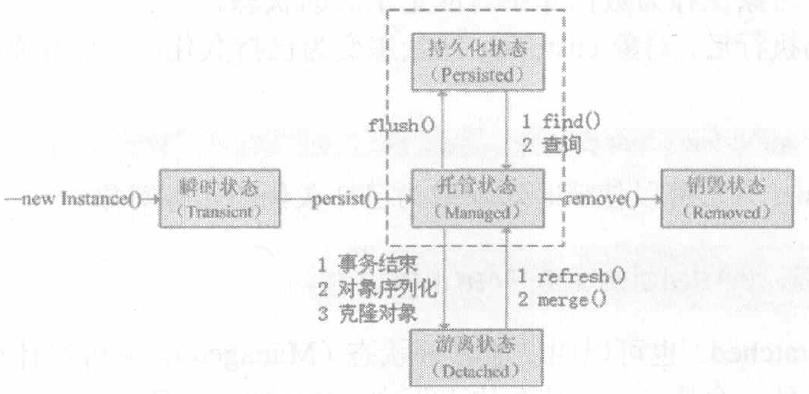 持久化状态
(Persisted)
flush()
1 find()
2 查询
new Instance()
瞬时状态
(Transient)
persist()
托管状态
(Managed)
remove()
销毁状态
(Removed)
1 事务结束
2 对象序列化
3 克隆对象
1 refresh()
2 merge()
游离状态
(Detached)